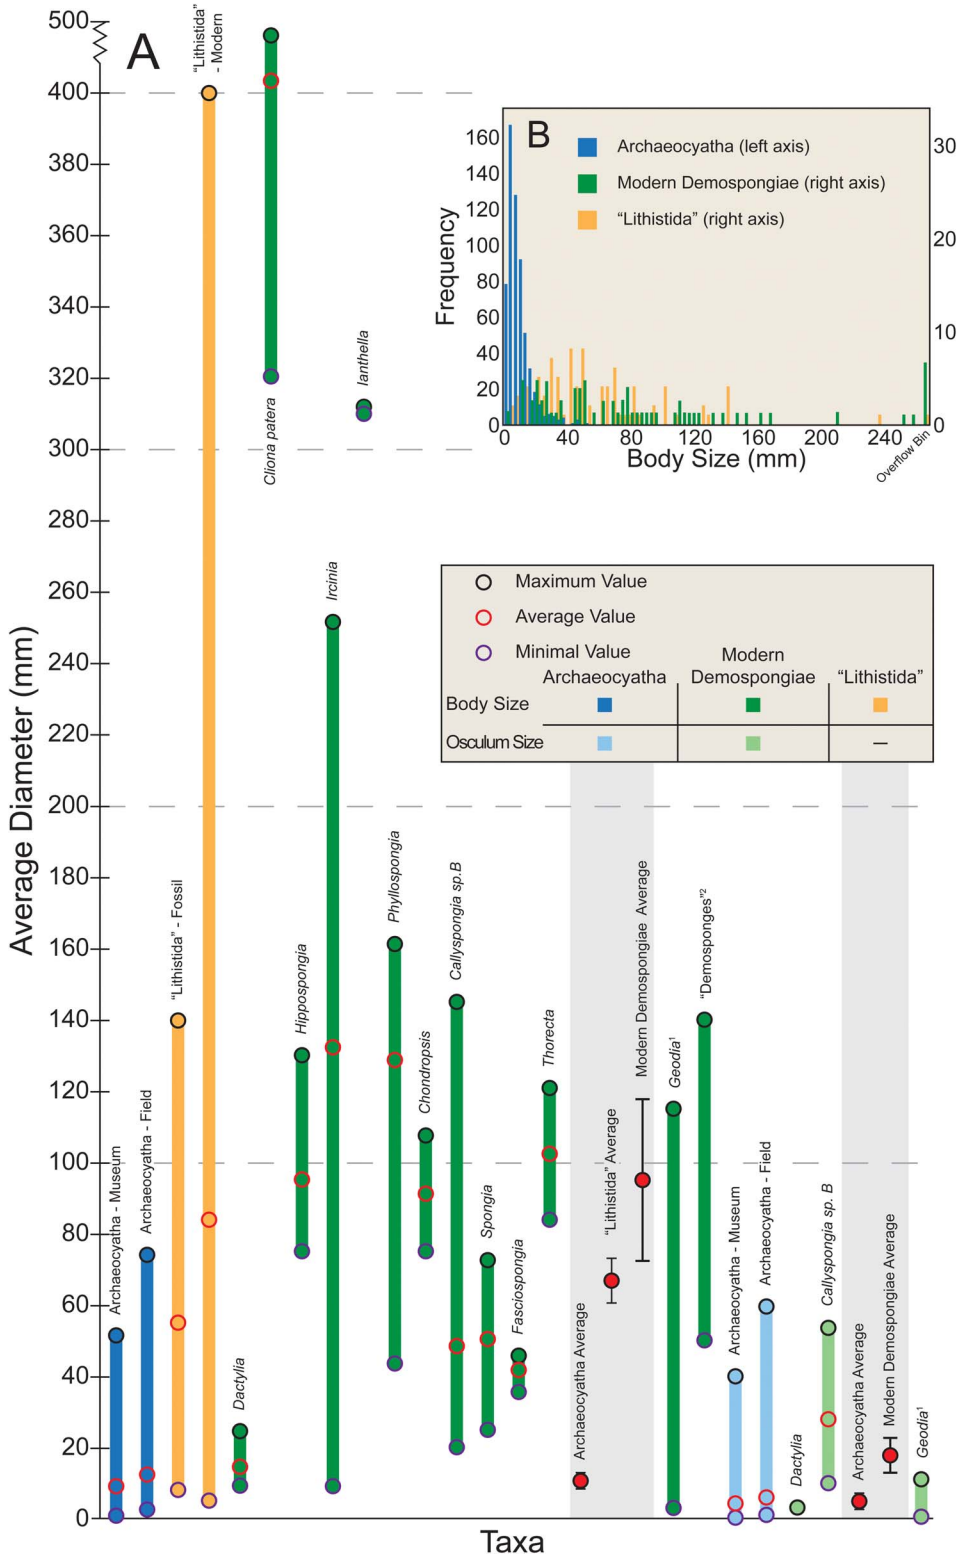 A
500
400
380
360
340
320
300
280
260
240
220
200
180
160
140
120
100
80
60
40
20
0
Average Diameter (mm)
Taxa
Archaeocyatha - Museum
Archaeocyatha - Field
“Lithistida” - Fossil
“Lithistida”
- Modern
Dactylia
Cliona patera
Hippospongia
Ircinia
Ianthella
Phyllospongia
Chondropsis
Callyspongia sp.B
Spongia
Fasciospongia
Thorecta
Archaeocyatha Average
“Lithistida” Average
Modern Demospongiae Average
Geodia¹
“Demosponges”²
Archaeocyatha - Museum
Archaeocyatha - Field
Dactylia
Callyspongia sp. B
Archaeocyatha Average
Modern Demospongiae Average
Geodia¹
B
Archaeocyatha (left axis)
Modern Demospongiae (right axis)
“Lithistida” (right axis)
Frequency
160
140
120
100
80
60
40
20
0
30
20
10
0
0 40 80 120 160 200 240
Overflow Bin
Body Size (mm)
Maximum Value
Average Value
Minimal Value
Archaeocyatha
Modern
Demospongiae
“Lithistida”
Body Size
Osculum Size
–